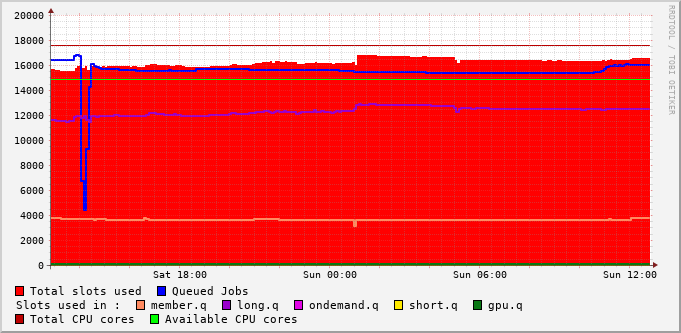 20000
18000
16000
14000
12000
10000
8000
6000
4000
2000
0
Sat 18:00 Sun 00:00 Sun 06:00 Sun 12:00
Total slots used Queued Jobs
Slots used in : member.q long.q ondemand.q short.q gpu.q
Total CPU cores Available CPU cores
RRDTOOL / TOBI OETIKER